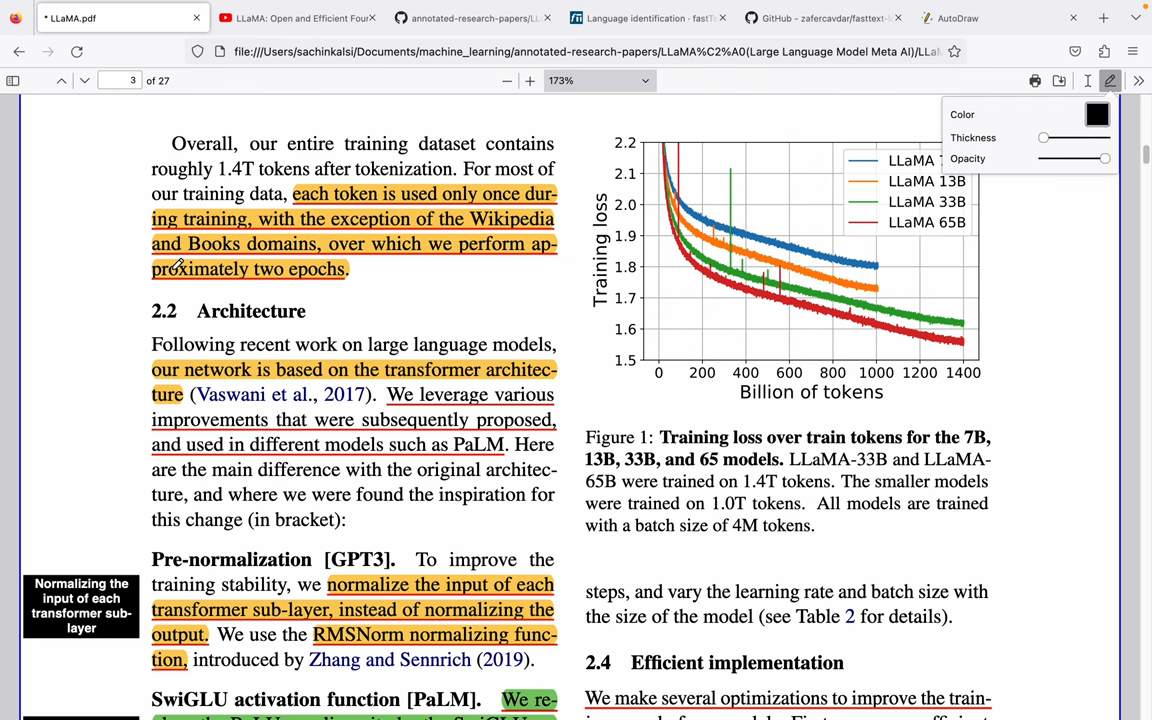 LLaMA.pdf
LLaMA: Open and Efficient Four
annotated-research-papers/LL
Language identification · fastTe
GitHub - zafercavdar/fasttext-l
AutoDraw
file:///Users/sachinkalsi/Documents/machine_learning/annotated-research-papers/LLaMA%C2%A0(Large Language Model Meta AI)/LLa
3 of 27
173%
Color
Thickness
Opacity
Overall, our entire training dataset contains
roughly 1.4T tokens after tokenization. For most of
our training data, each token is used only once dur-
ing training, with the exception of the Wikipedia
and Books domains, over which we perform ap-
proximately two epochs.
2.2 Architecture
Following recent work on large language models,
our network is based on the transformer architec-
ture (Vaswani et al., 2017). We leverage various
improvements that were subsequently proposed,
and used in different models such as PaLM. Here
are the main difference with the original architec-
ture, and where we were found the inspiration for
this change (in bracket):
Pre-normalization [GPT3]. To improve the
training stability, we normalize the input of each
transformer sub-layer, instead of normalizing the
output. We use the RMSNorm normalizing func-
tion, introduced by Zhang and Sennrich (2019).
SwiGLU activation function [PaLM]. We re-
Normalizing the
input of each
transformer sub-
layer
2.2
2.1
2.0
1.9
1.8
1.7
1.6
1.5
Training loss
LLaMA 7
LLaMA 13B
LLaMA 33B
LLaMA 65B
0 200 400 600 800 1000 1200 1400
Billion of tokens
Figure 1: Training loss over train tokens for the 7B,
13B, 33B, and 65 models. LLaMA-33B and LLaMA-
65B were trained on 1.4T tokens. The smaller models
were trained on 1.0T tokens. All models are trained
with a batch size of 4M tokens.
steps, and vary the learning rate and batch size with
the size of the model (see Table 2 for details).
2.4 Efficient implementation
We make several optimizations to improve the train-